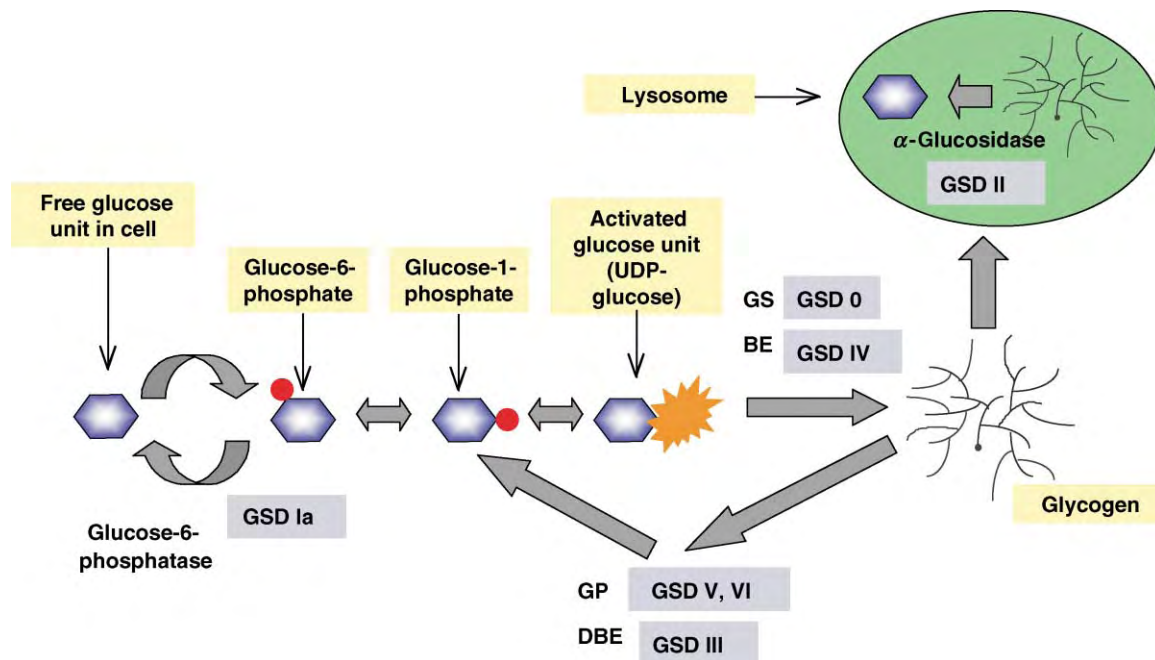 Lysosome
α-Glucosidase
GSD II
Free glucose
unit in cell
Glucose-6-
phosphate
Glucose-1-
phosphate
Activated
glucose unit
(UDP-
glucose)
GS GSD 0
BE GSD IV
Glycogen
GSD Ia
Glucose-6-
phosphatase
GP GSD V, VI
DBE GSD III